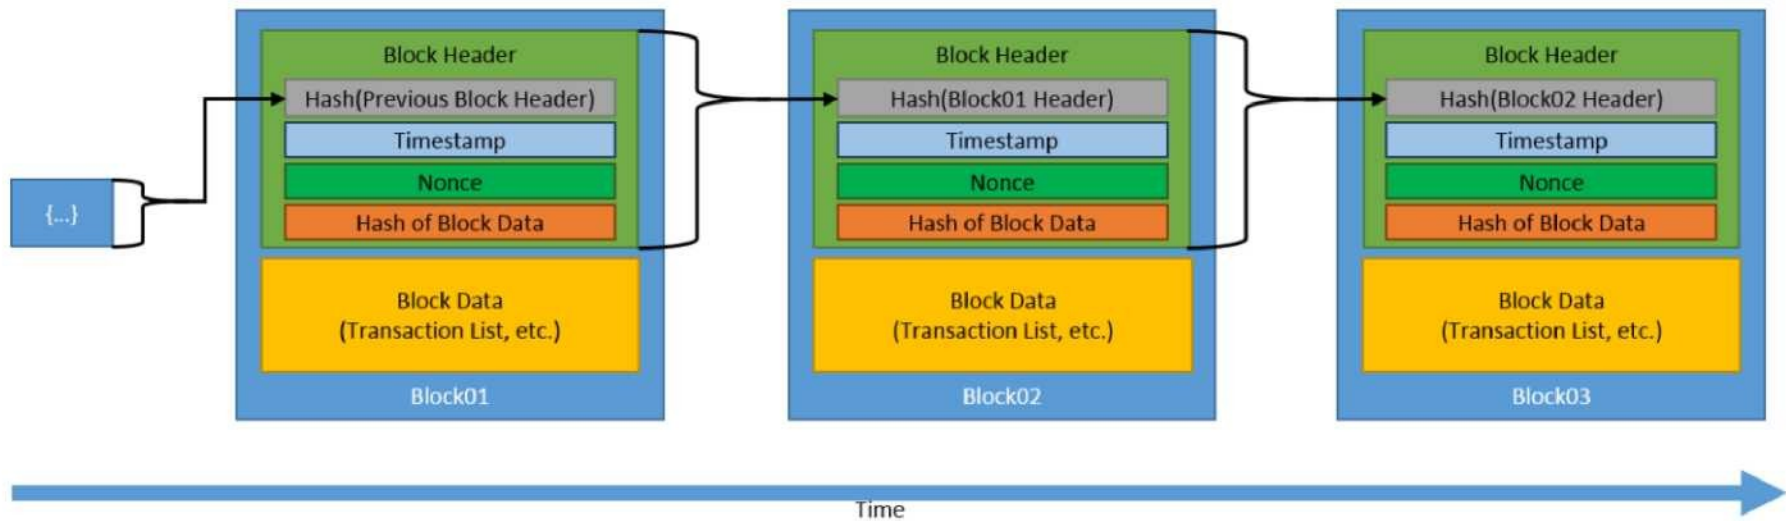 {...}
Block Header
Hash(Previous Block Header)
Timestamp
Nonce
Hash of Block Data
Block Data
(Transaction List, etc.)
Block01
Block Header
Hash(Block01 Header)
Timestamp
Nonce
Hash of Block Data
Block Data
(Transaction List, etc.)
Block02
Block Header
Hash(Block02 Header)
Timestamp
Nonce
Hash of Block Data
Block Data
(Transaction List, etc.)
Block03
Time